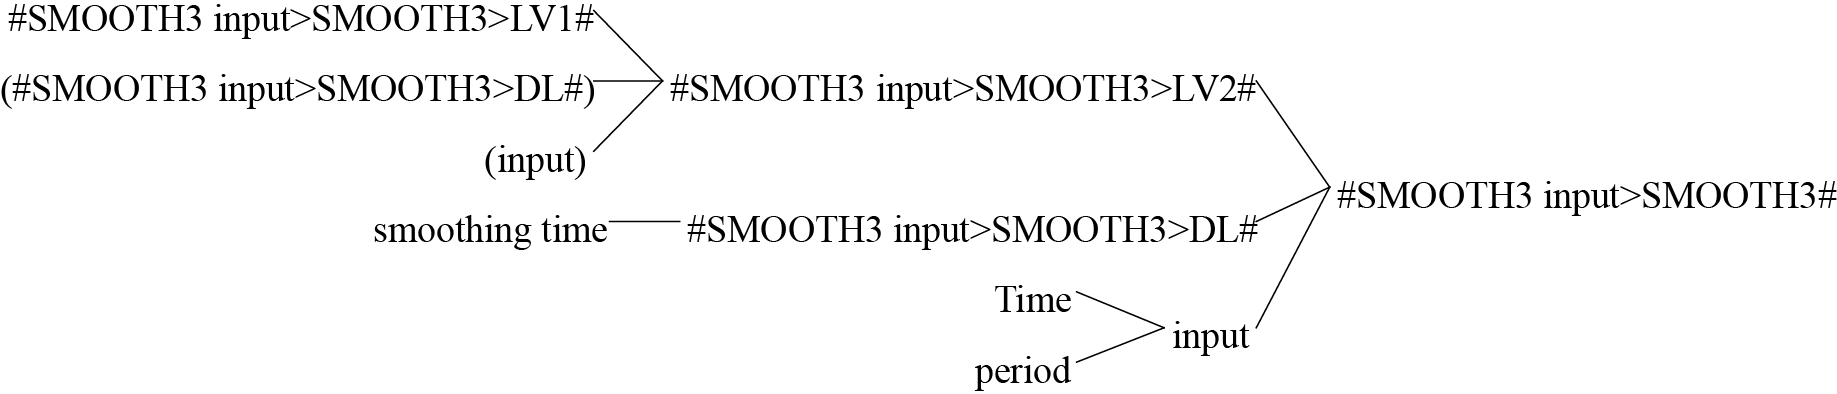 #SMOOTH3 input>SMOOTH3>LV1#
(#SMOOTH3 input>SMOOTH3>DL#)
#SMOOTH3 input>SMOOTH3>LV2#
(input)
#SMOOTH3 input>SMOOTH3#
smoothing time
#SMOOTH3 input>SMOOTH3>DL#
Time
input
period